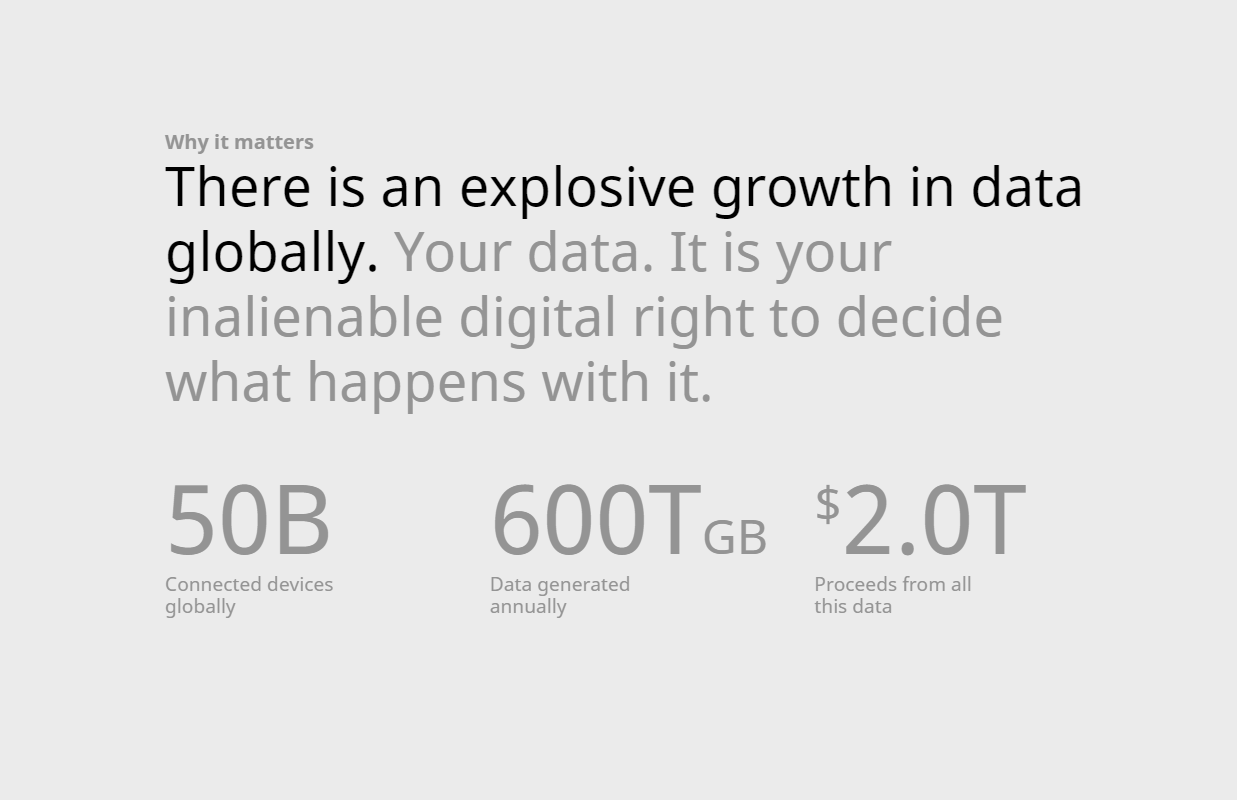 Why it matters
There is an explosive growth in data
globally. Your data. It is your
inalienable digital right to decide
what happens with it.
50B
Connected devices
globally
600TGB
Data generated
annually
$2.0T
Proceeds from all
this data